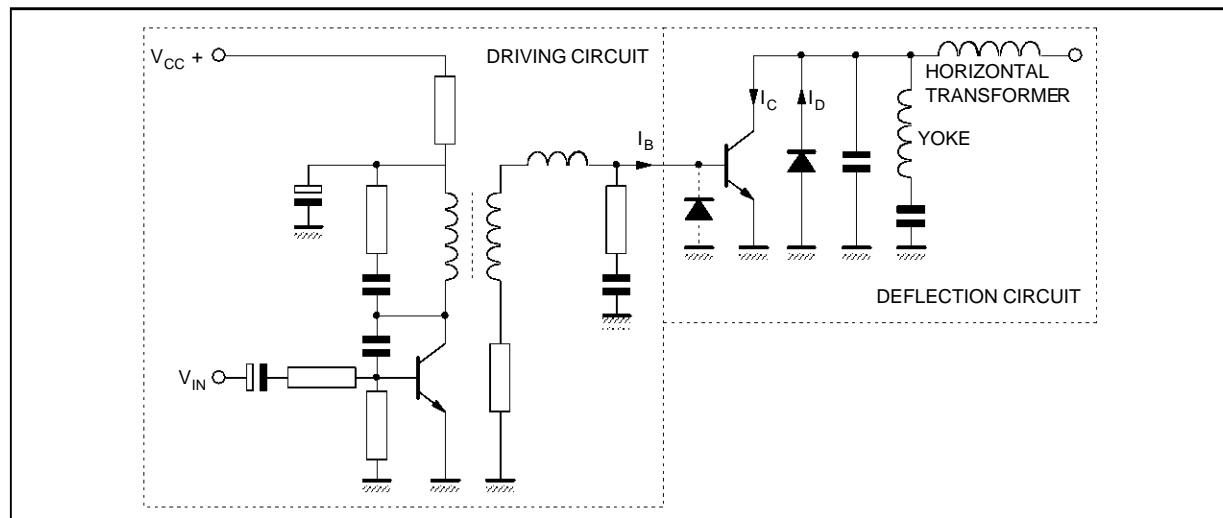 V_CC +
DRIVING CIRCUIT
I_C
I_D
HORIZONTAL
TRANSFORMER
YOKE
I_B
DEFLECTION CIRCUIT
V_IN